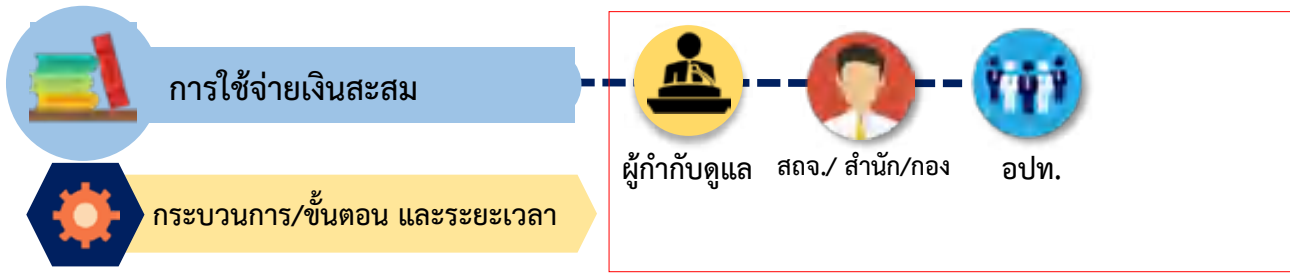 การใช้จ่ายเงินสะสม
ผู้กำกับดูแล
สถจ./ สำนัก/กอง
อปท.
กระบวนการ/ขั้นตอน และระยะเวลา